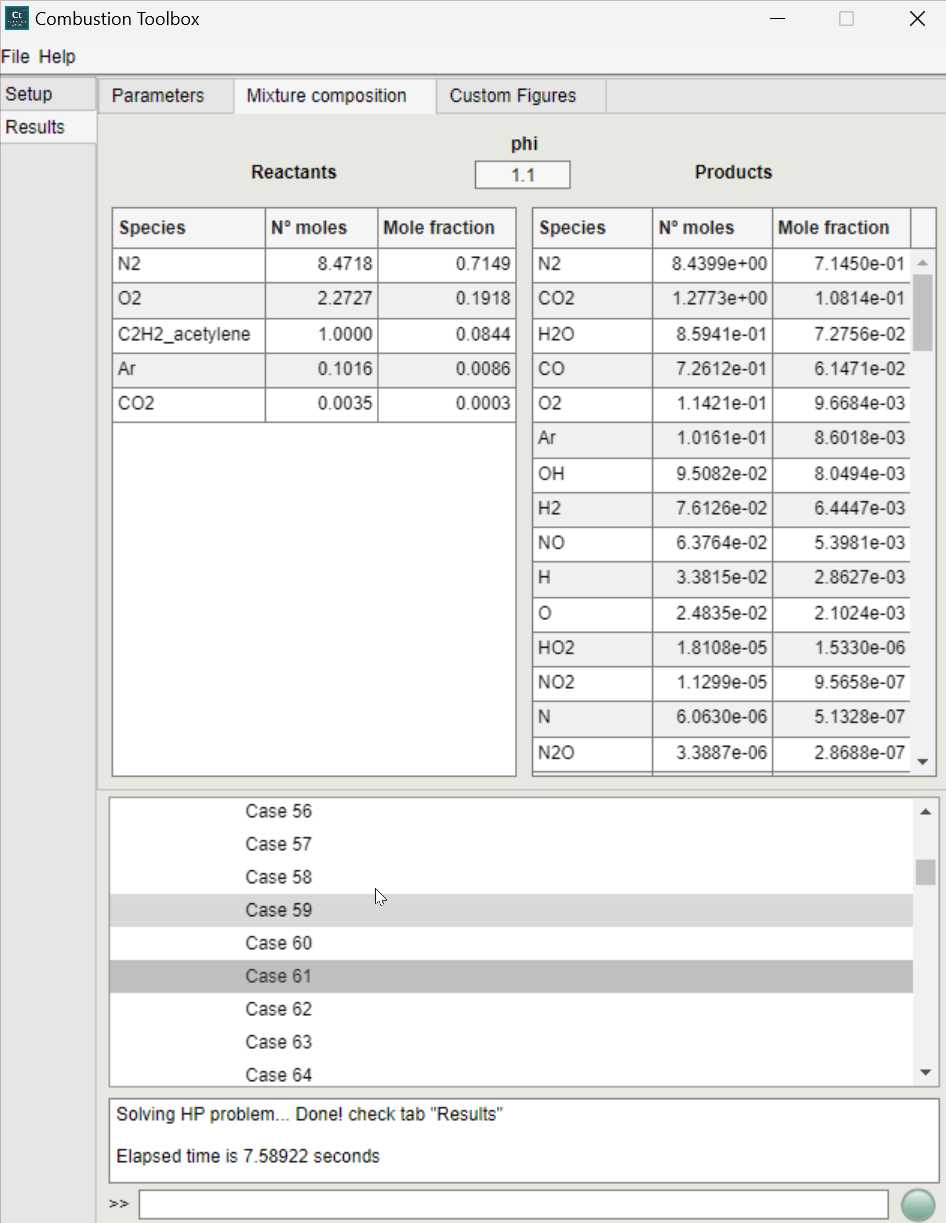 Ct
Combustion Toolbox
File Help
Setup
Results
Parameters Mixture composition Custom Figures
phi
Reactants 1.1 Products
Species Nº moles Mole fraction
N2 8.4718 0.7149
O2 2.2727 0.1918
C2H2_acetylene 1.0000 0.0844
Ar 0.1016 0.0086
CO2 0.0035 0.0003
Species Nº moles Mole fraction
N2 8.4399e+00 7.1450e-01
CO2 1.2773e+00 1.0814e-01
H2O 8.5941e-01 7.2756e-02
CO 7.2612e-01 6.1471e-02
O2 1.1421e-01 9.6684e-03
Ar 1.0161e-01 8.6018e-03
OH 9.5082e-02 8.0494e-03
H2 7.6126e-02 6.4447e-03
NO 6.3764e-02 5.3981e-03
H 3.3815e-02 2.8627e-03
O 2.4835e-02 2.1024e-03
HO2 1.8108e-05 1.5330e-06
NO2 1.1299e-05 9.5658e-07
N 6.0630e-06 5.1328e-07
N2O 3.3887e-06 2.8688e-07
Case 56
Case 57
Case 58
Case 59
Case 60
Case 61
Case 62
Case 63
Case 64
Solving HP problem... Done! check tab "Results"
Elapsed time is 7.58922 seconds
>>